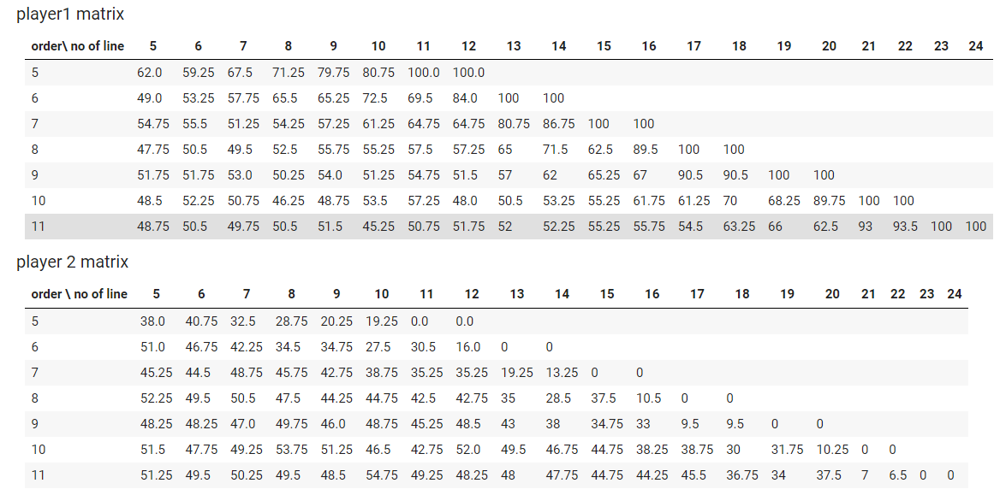 player1 matrix
order\ no of line 5 6 7 8 9 10 11 12 13 14 15 16 17 18 19 20 21 22 23 24
5 62.0 59.25 67.5 71.25 79.75 80.75 100.0 100.0
6 49.0 53.25 57.75 65.5 65.25 72.5 69.5 84.0 100 100
7 54.75 55.5 51.25 54.25 57.25 61.25 64.75 64.75 80.75 86.75 100 100
8 47.75 50.5 49.5 52.5 55.75 55.25 57.5 57.25 65 71.5 62.5 89.5 100 100
9 51.75 51.75 53.0 50.25 54.0 51.25 54.75 51.5 57 62 65.25 67 90.5 90.5 100 100
10 48.5 52.25 50.75 46.25 48.75 53.5 57.25 48.0 50.5 53.25 55.25 61.75 61.25 70 68.25 89.75 100 100
11 48.75 50.5 49.75 50.5 51.5 45.25 50.75 51.75 52 52.25 55.25 55.75 54.5 63.25 66 62.5 93 93.5 100 100
player 2 matrix
order \ no of line 5 6 7 8 9 10 11 12 13 14 15 16 17 18 19 20 21 22 23 24
5 38.0 40.75 32.5 28.75 20.25 19.25 0.0 0.0
6 51.0 46.75 42.25 34.5 34.75 27.5 30.5 16.0 0 0
7 45.25 44.5 48.75 45.75 42.75 38.75 35.25 35.25 19.25 13.25 0 0
8 52.25 49.5 50.5 47.5 44.25 44.75 42.5 42.75 35 28.5 37.5 10.5 0 0
9 48.25 48.25 47.0 49.75 46.0 48.75 45.25 48.5 43 38 34.75 33 9.5 9.5 0 0
10 51.5 47.75 49.25 53.75 51.25 46.5 42.75 52.0 49.5 46.75 44.75 38.25 38.75 30 31.75 10.25 0 0
11 51.25 49.5 50.25 49.5 48.5 54.75 49.25 48.25 48 47.75 44.75 44.25 45.5 36.75 34 37.5 7 6.5 0 0